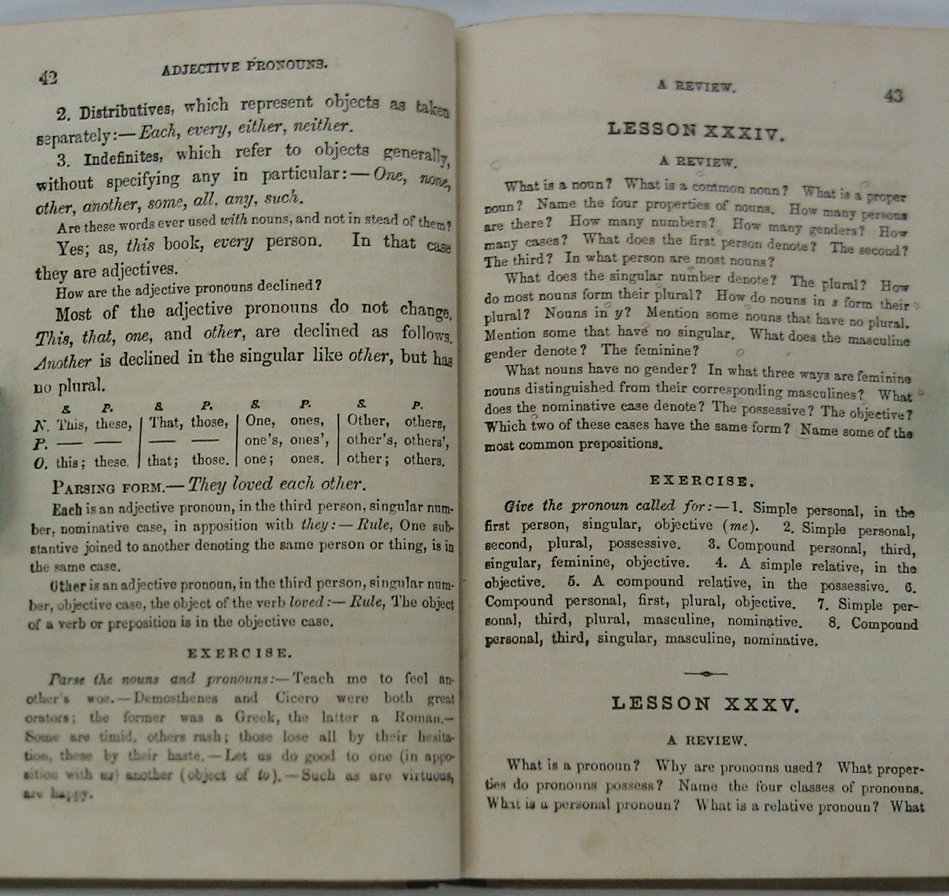 42
ADJECTIVE PRONOUNS.
2. Distributives, which represent objects as taken
separately:—Each, every, either, neither.
3. Indefinites, which refer to objects generally,
without specifying any in particular:—One, none,
other, another, some, all, any, such.
Are these words ever used with nouns, and not in stead of them?
Yes; as, this book, every person. In that case
they are adjectives.
How are the adjective pronouns declined?
Most of the adjective pronouns do not change.
This, that, one, and other, are declined as follows.
Another is declined in the singular like other, but has
no plural.
S. P. S. P. S. P. S. P.
N. This, these, | That, those, | One, ones, | Other, others,
P. — — | — — | one's, ones', | other's, others',
O. this; these. | that; those. | one; ones. | other; others.
PARSING FORM.—They loved each other.
Each is an adjective pronoun, in the third person, singular num-
ber, nominative case, in apposition with they:—Rule, One sub-
stantive joined to another denoting the same person or thing, is in
the same case.
Other is an adjective pronoun, in the third person, singular num-
ber, objective case, the object of the verb loved:—Rule, The object
of a verb or preposition is in the objective case.
EXERCISE.
Parse the nouns and pronouns:—Teach me to feel an-
other's woe.—Demosthenes and Cicero were both great
orators; the former was a Greek, the latter a Roman.—
Some are timid, others rash; those lose all by their hesita-
tion, these by their haste.—Let us do good to one (in appo-
sition with us) another (object of to).—Such as are virtuous,
are happy.
A REVIEW.
43
LESSON XXXIV.
A REVIEW.
What is a noun? What is a common noun? What is a proper
noun? Name the four properties of nouns. How many persons
are there? How many numbers? How many genders? How
many cases? What does the first person denote? The second?
The third? In what person are most nouns?
What does the singular number denote? The plural? How
do most nouns form their plural? How do nouns in s form their
plural? Nouns in y? Mention some nouns that have no plural.
Mention some that have no singular. What does the masculine
gender denote? The feminine?
What nouns have no gender? In what three ways are feminine
nouns distinguished from their corresponding masculines? What
does the nominative case denote? The possessive? The objective?
Which two of these cases have the same form? Name some of the
most common prepositions.
EXERCISE.
Give the pronoun called for:—1. Simple personal, in the
first person, singular, objective (me). 2. Simple personal,
second, plural, possessive. 3. Compound personal, third,
singular, feminine, objective. 4. A simple relative, in the
objective. 5. A compound relative, in the possessive. 6.
Compound personal, first, plural, objective. 7. Simple per-
sonal, third, plural, masculine, nominative. 8. Compound
personal, third, singular, masculine, nominative.
LESSON XXXV.
A REVIEW.
What is a pronoun? Why are pronouns used? What proper-
ties do pronouns possess? Name the four classes of pronouns.
What is a personal pronoun? What is a relative pronoun? What